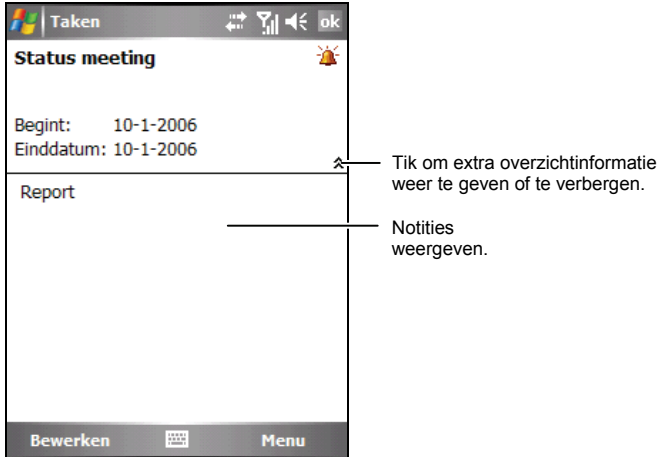 Taken ok
Status meeting
Begint: 10-1-2006
Einddatum: 10-1-2006
Tik om extra overzichtinformatie
weer te geven of te verbergen.
Report
Notities
weergeven.
Bewerken Menu